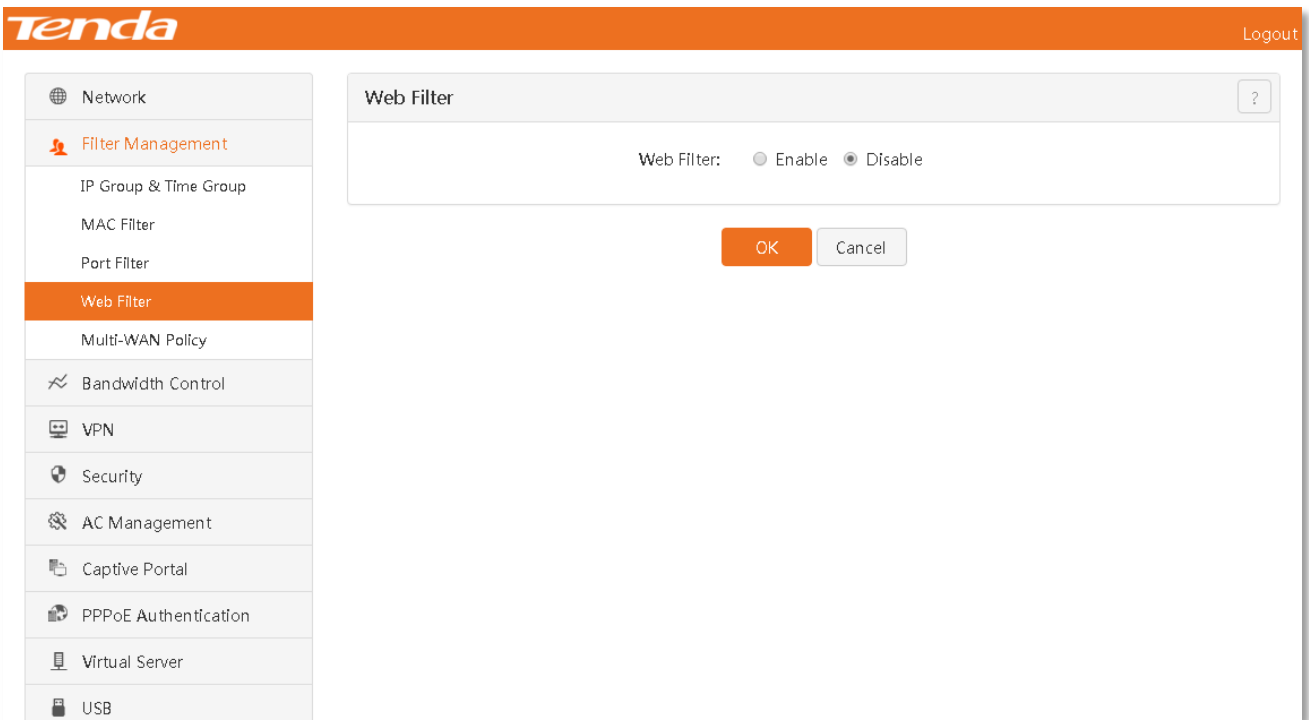 Tenda
Logout
Network
Filter Management
IP Group & Time Group
MAC Filter
Port Filter
Web Filter
Multi-WAN Policy
Bandwidth Control
VPN
Security
AC Management
Captive Portal
PPPoE Authentication
Virtual Server
USB
Web Filter
?
Web Filter: Enable Disable
OK Cancel